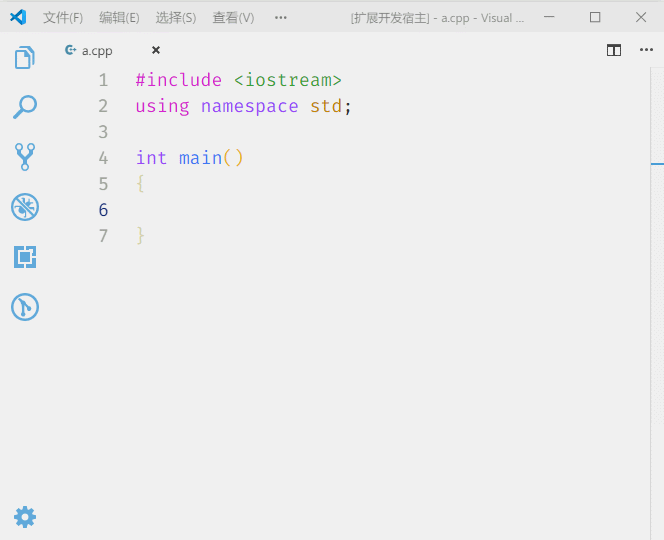 文件(F) 编辑(E) 选择(S) 查看(V) ··· [扩展开发宿主] - a.cpp - Visual ...
a.cpp
1 #include <iostream>
2 using namespace std;
3
4 int main()
5 {
6
7 }